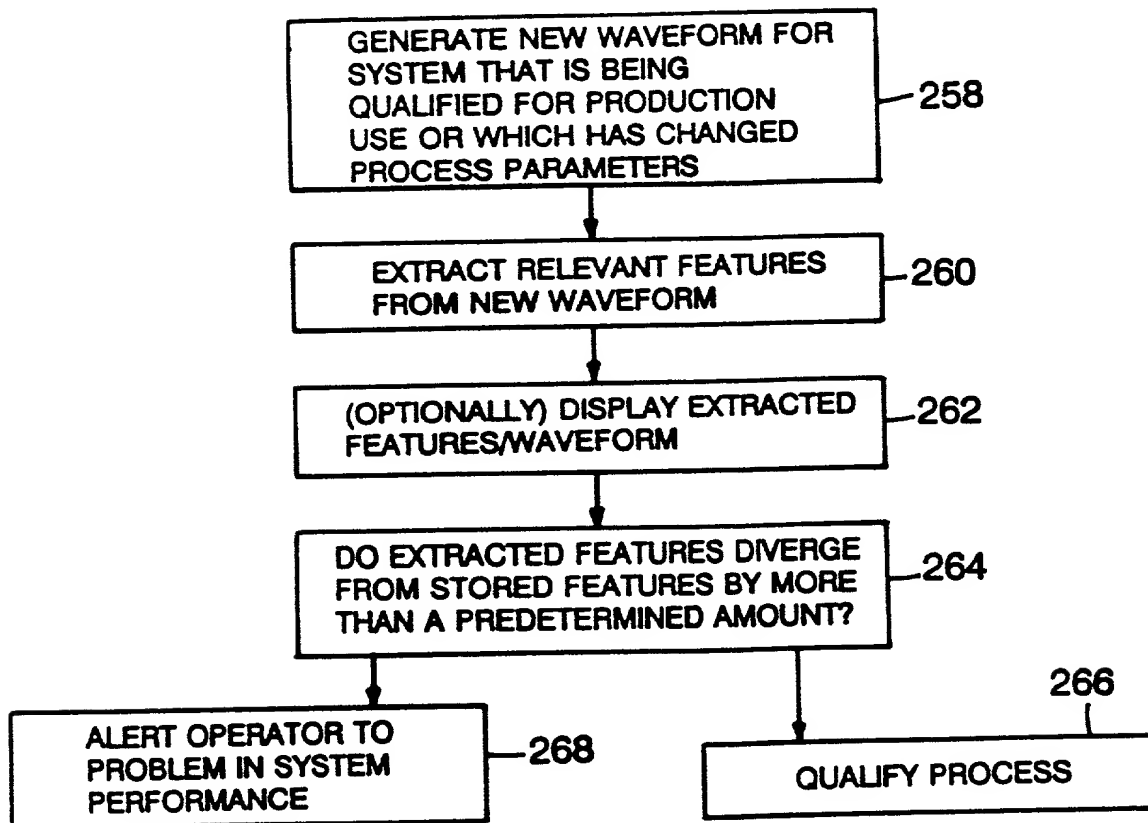 GENERATE NEW WAVEFORM FOR
SYSTEM THAT IS BEING
QUALIFIED FOR PRODUCTION
USE OR WHICH HAS CHANGED
PROCESS PARAMETERS
258
EXTRACT RELEVANT FEATURES
FROM NEW WAVEFORM
260
(OPTIONALLY) DISPLAY EXTRACTED
FEATURES/WAVEFORM
262
DO EXTRACTED FEATURES DIVERGE
FROM STORED FEATURES BY MORE
THAN A PREDETERMINED AMOUNT?
264
ALERT OPERATOR TO
PROBLEM IN SYSTEM
PERFORMANCE
268
266
QUALIFY PROCESS